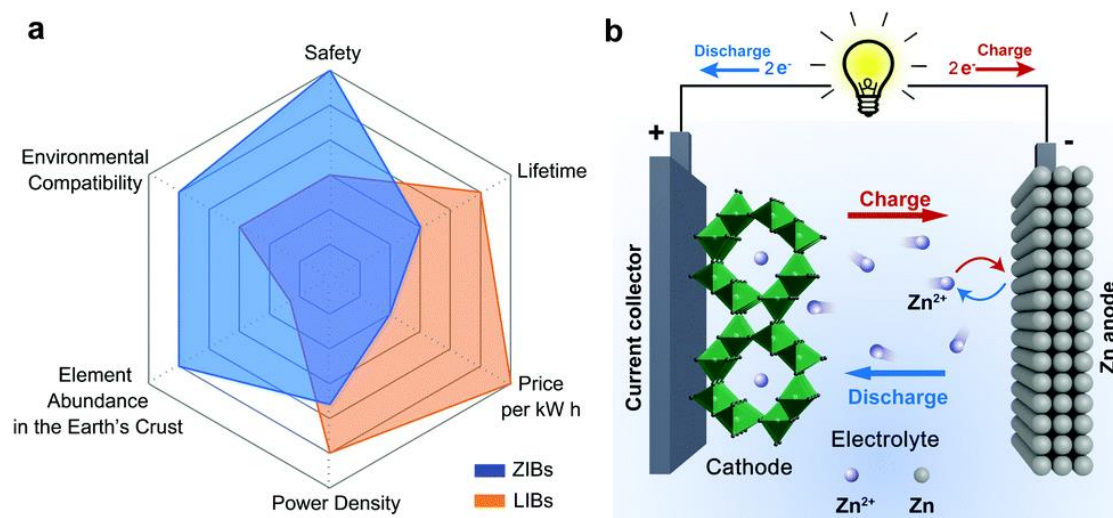 a
Safety
Environmental
Compatibility
Lifetime
Element
Abundance
in the Earth's Crust
Price
per kW h
Power Density
ZIBs
LIBs
b
Discharge
2e-
Charge
2e-
+
-
Charge
Zn2+
Current collector
Zn anode
Discharge
Electrolyte
Cathode
Zn2+
Zn